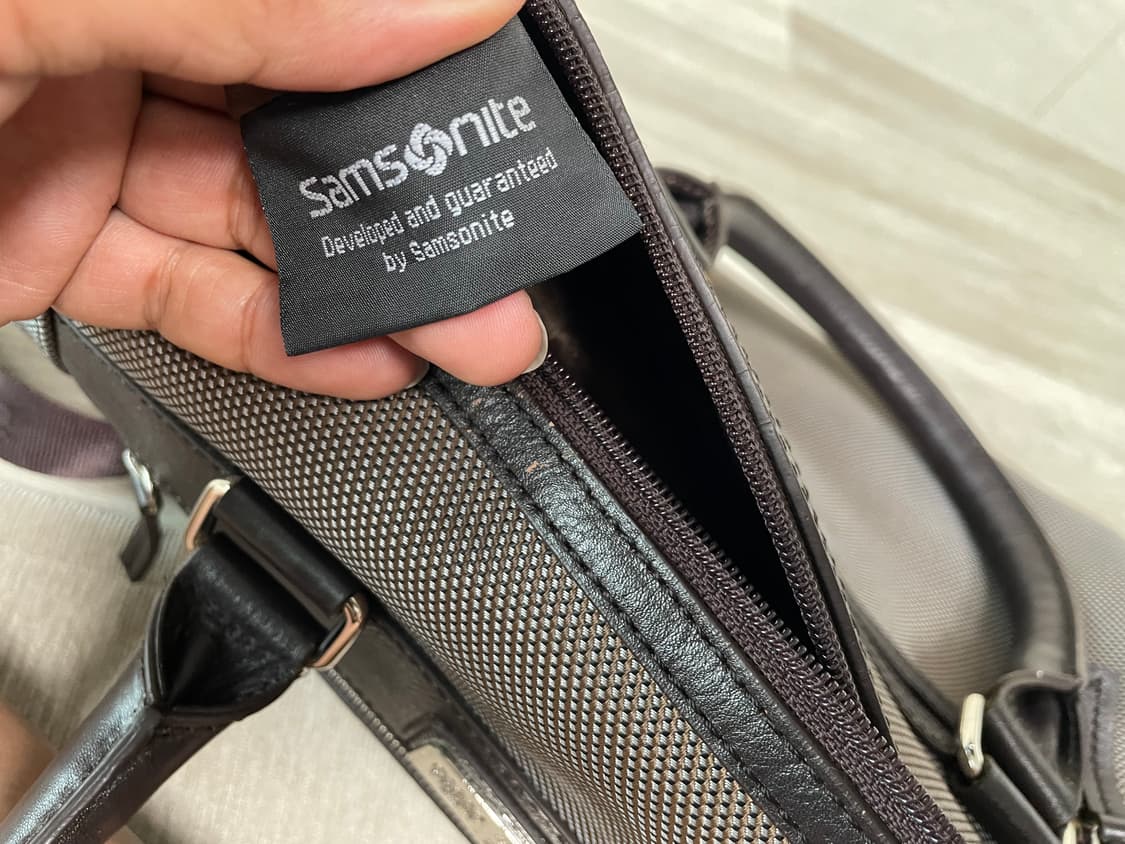 Samsonite
Developed and guaranteed
by Samsonite